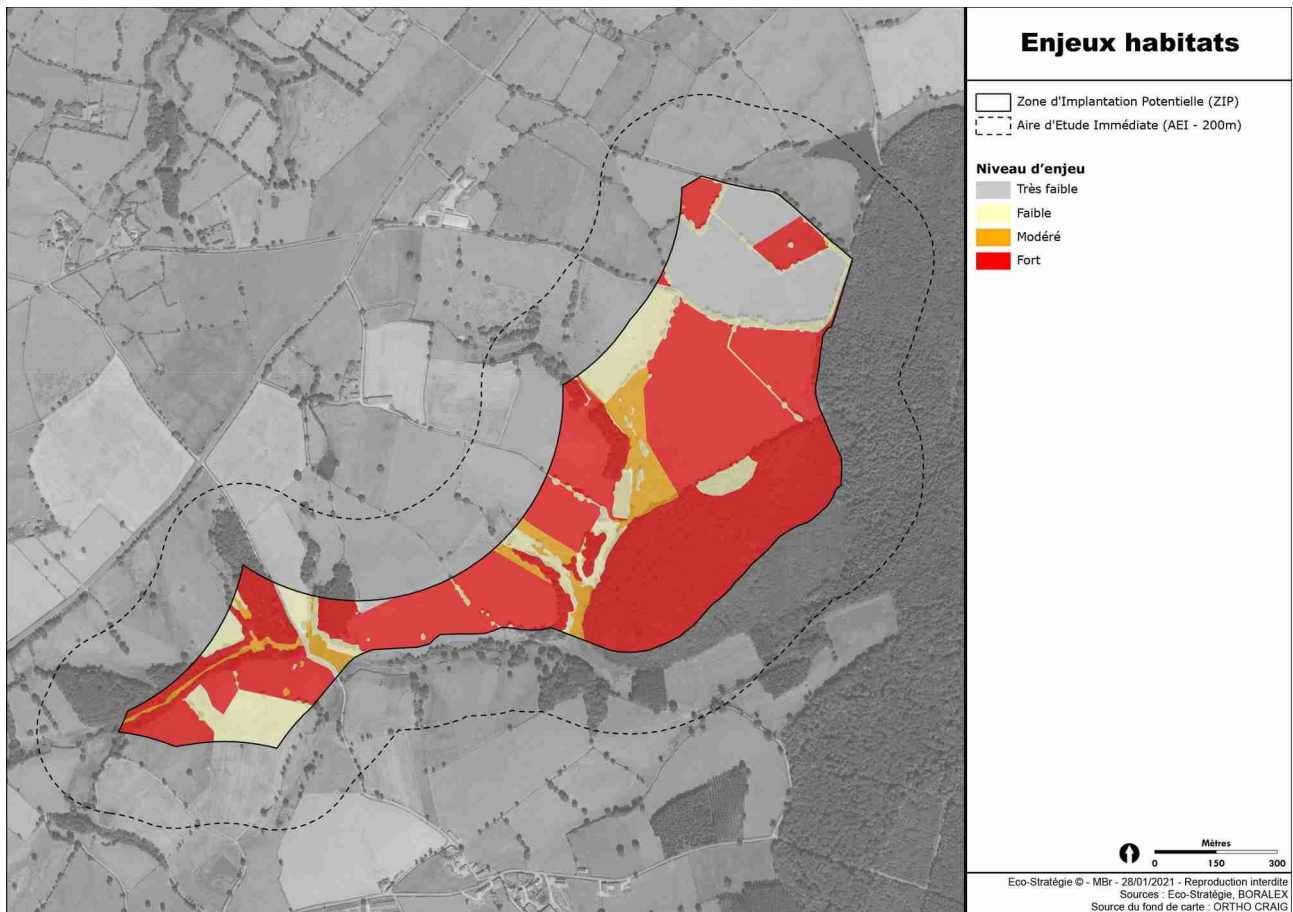 Enjeux habitats
Zone d'Implantation Potentielle (ZIP)
Aire d'Etude Immédiate (AEI - 200m)
Niveau d'enjeu
Très faible
Faible
Modéré
Fort
Mètres
0 150 300
Eco-Stratégie © - MBr - 28/01/2021 - Reproduction interdite
Sources : Eco-Stratégie, BORALEX
Source du fond de carte : ORTHO CRAIG